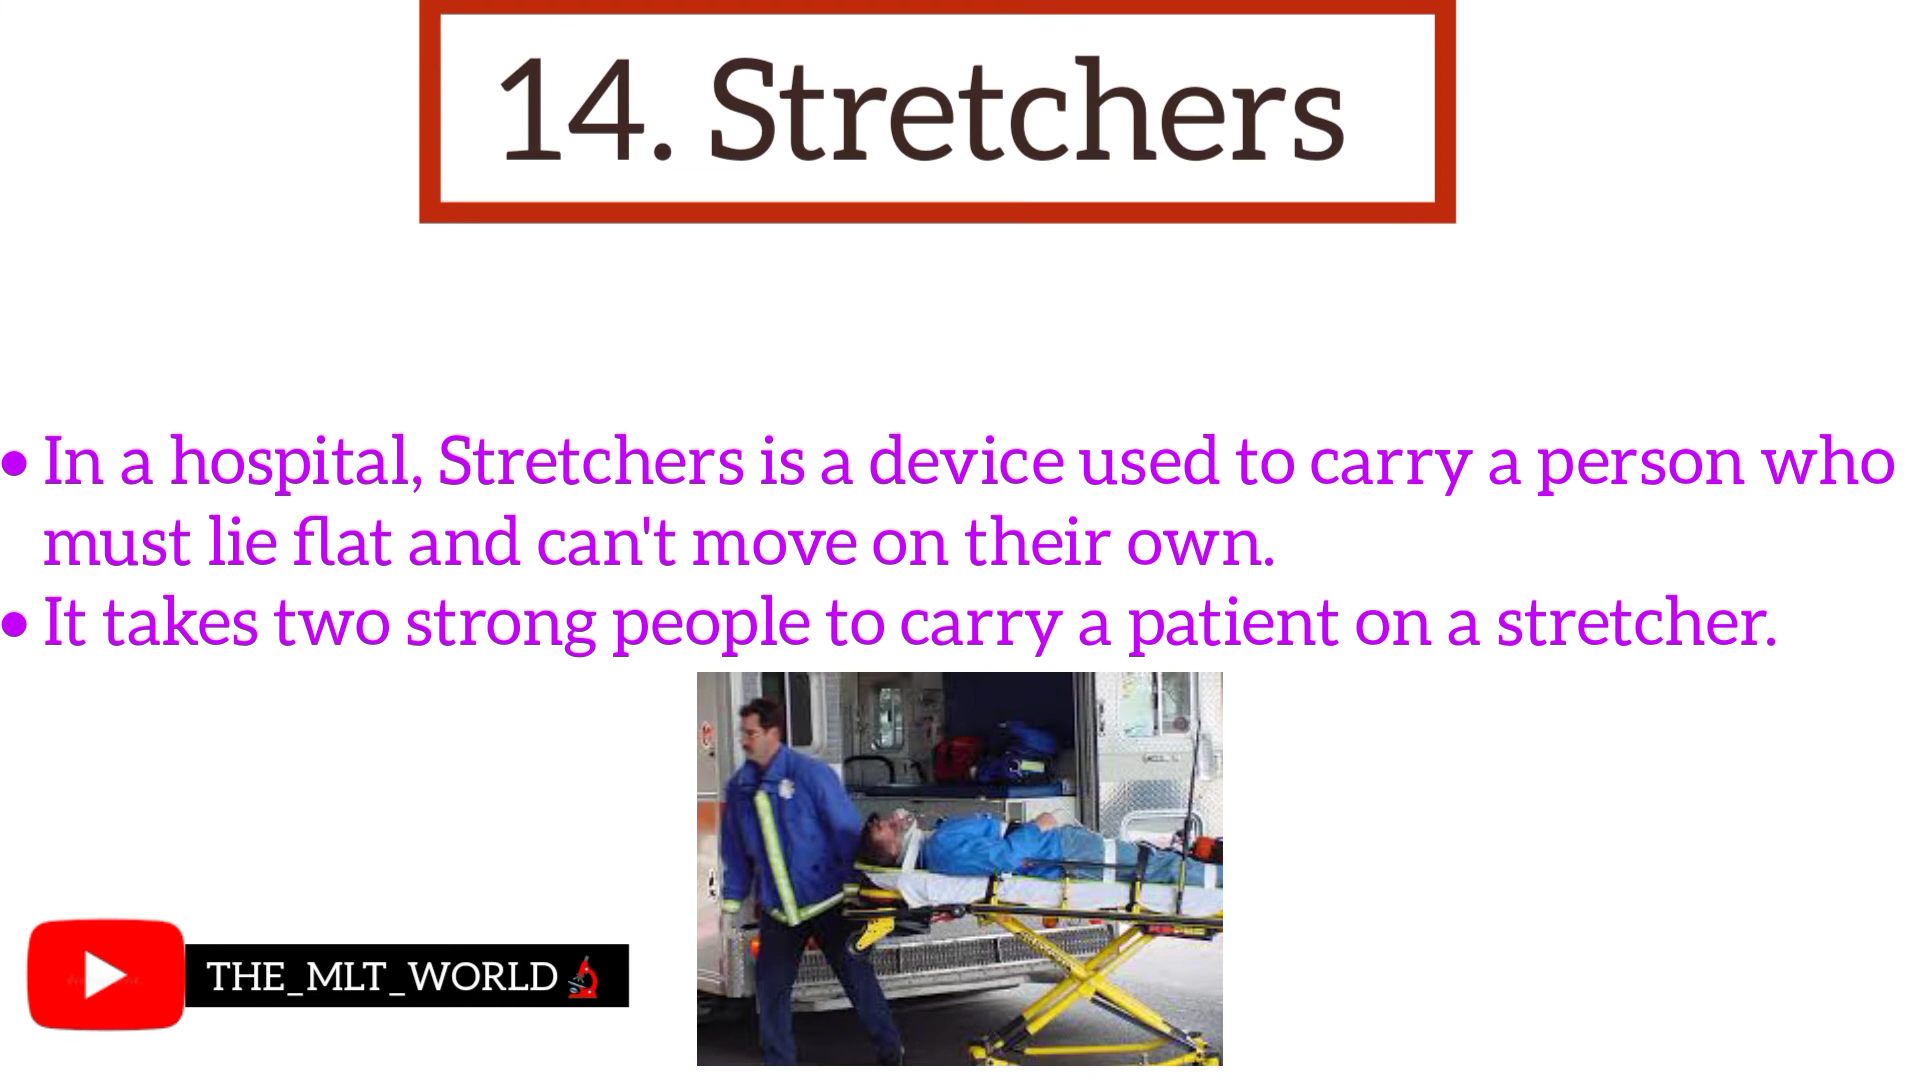 14. Stretchers
• In a hospital, Stretchers is a device used to carry a person who
must lie flat and can't move on their own.
• It takes two strong people to carry a patient on a stretcher.
THE_MLT_WORLD🔬